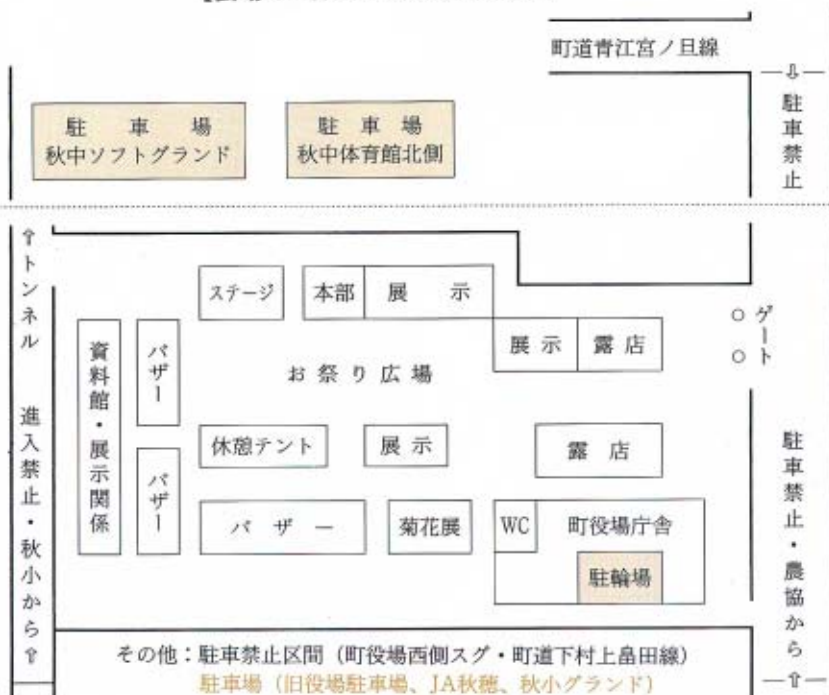 町道青江宮ノ旦線
⇩駐車禁止
駐車場
秋中ソフトグランド
駐車場
秋中体育館北側
⇧トンネル 進入禁止・秋小から⇧
ステージ
本部
展示
展示
露店
ゲート
資料館・展示関係
バザー
お祭り広場
休憩テント
展示
露店
バザー
バザー
菊花展
WC
町役場庁舎
駐輪場
駐車禁止・農協から⇧
その他：駐車禁止区間（町役場西側スグ・町道下村上畠田線）
駐車場（旧役場駐車場、JA秋穂、秋小グランド）